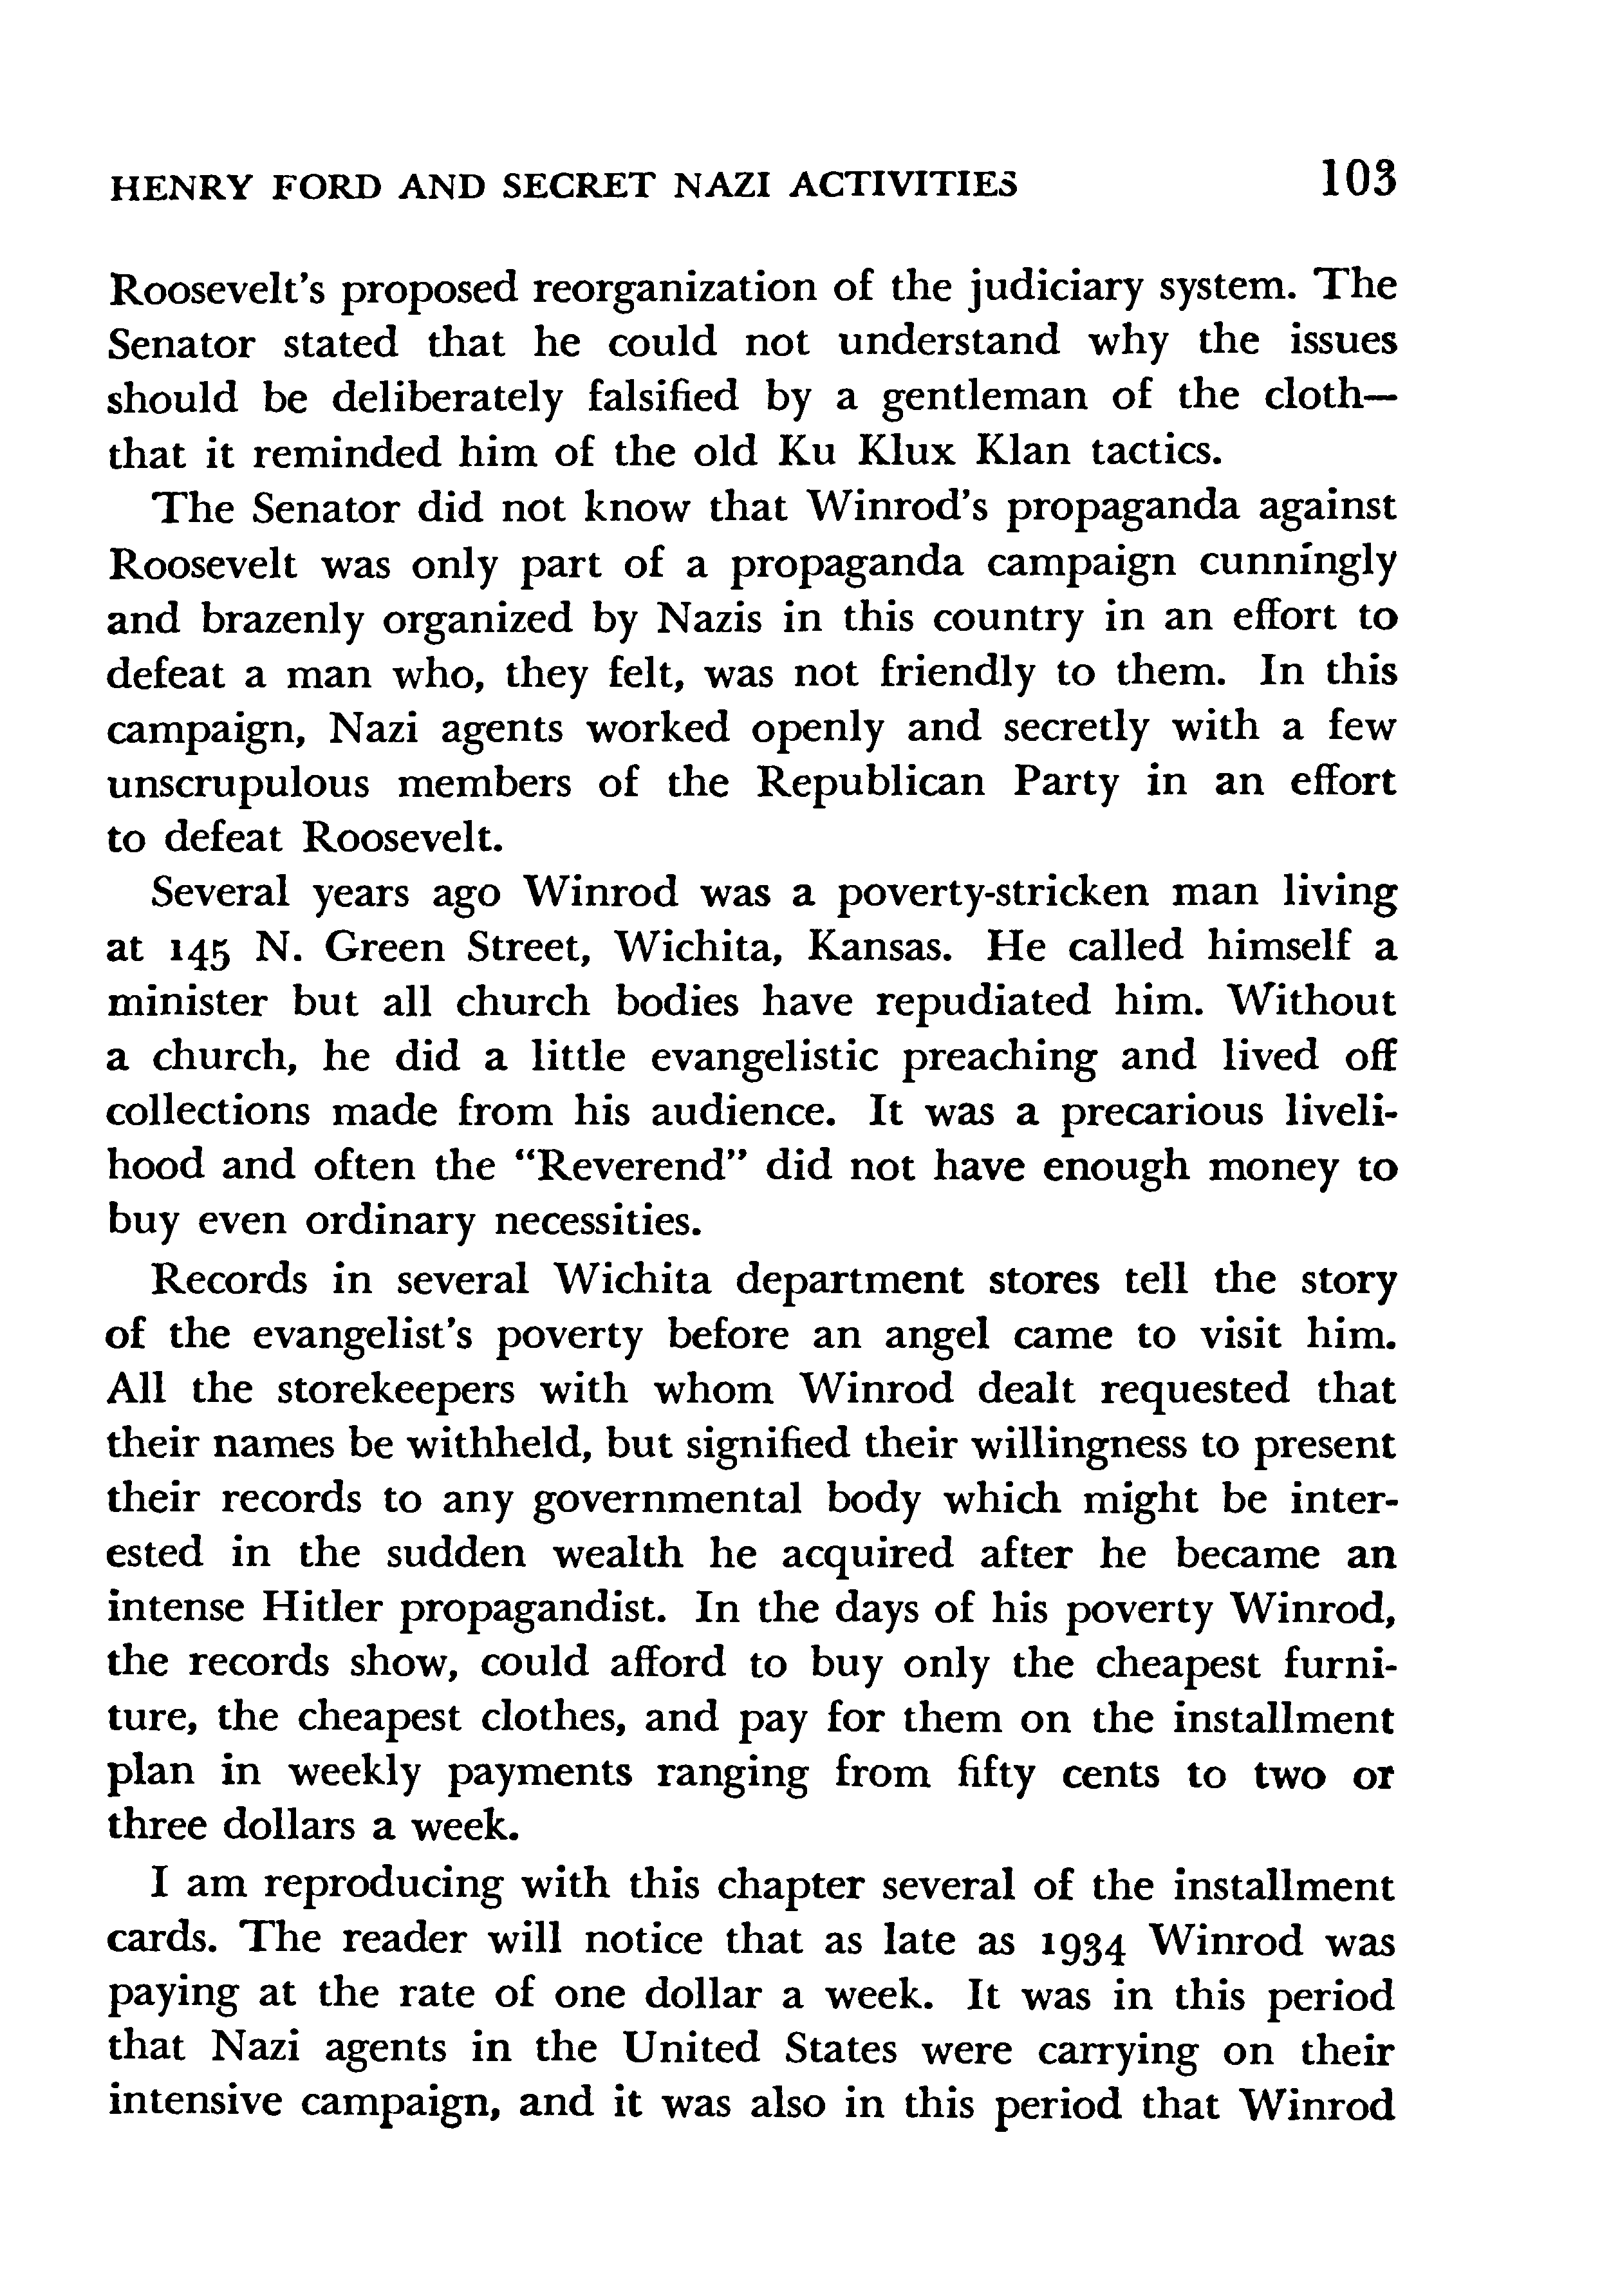 HENRY FORD AND SECRET NAZI ACTIVITIES 103
Roosevelt's proposed reorganization of the judiciary system. The
Senator stated that he could not understand why the issues
should be deliberately falsified by a gentleman of the cloth—
that it reminded him of the old Ku Klux Klan tactics.
The Senator did not know that Winrod's propaganda against
Roosevelt was only part of a propaganda campaign cunningly
and brazenly organized by Nazis in this country in an effort to
defeat a man who, they felt, was not friendly to them. In this
campaign, Nazi agents worked openly and secretly with a few
unscrupulous members of the Republican Party in an effort
to defeat Roosevelt.
Several years ago Winrod was a poverty-stricken man living
at 145 N. Green Street, Wichita, Kansas. He called himself a
minister but all church bodies have repudiated him. Without
a church, he did a little evangelistic preaching and lived off
collections made from his audience. It was a precarious liveli-
hood and often the “Reverend” did not have enough money to
buy even ordinary necessities.
Records in several Wichita department stores tell the story
of the evangelist's poverty before an angel came to visit him.
All the storekeepers with whom Winrod dealt requested that
their names be withheld, but signified their willingness to present
their records to any governmental body which might be inter-
ested in the sudden wealth he acquired after he became an
intense Hitler propagandist. In the days of his poverty Winrod,
the records show, could afford to buy only the cheapest furni-
ture, the cheapest clothes, and pay for them on the installment
plan in weekly payments ranging from fifty cents to two or
three dollars a week.
I am reproducing with this chapter several of the installment
cards. The reader will notice that as late as 1934 Winrod was
paying at the rate of one dollar a week. It was in this period
that Nazi agents in the United States were carrying on their
intensive campaign, and it was also in this period that Winrod